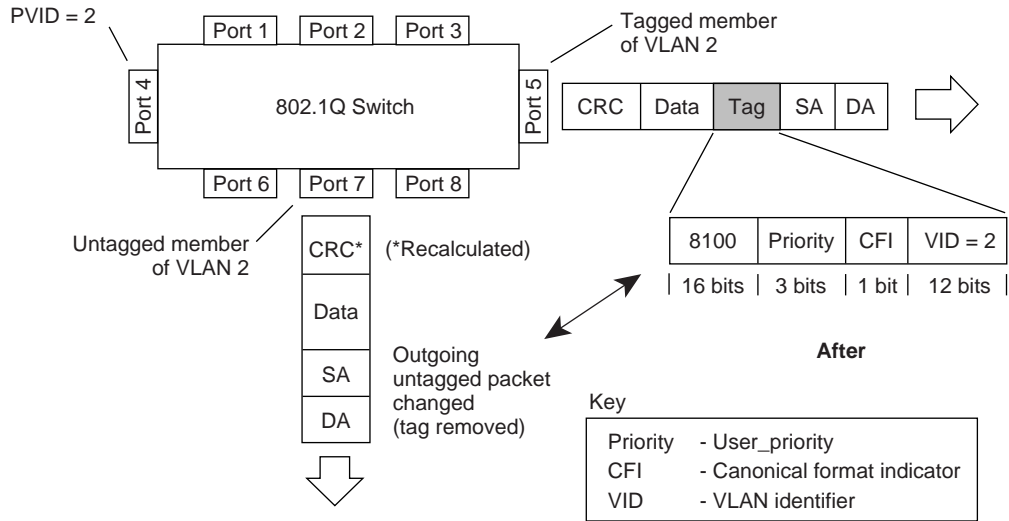 PVID = 2
Port 1
Port 2
Port 3
Tagged member
of VLAN 2
Port 4
802.1Q Switch
Port 5
CRC
Data
Tag
SA
DA
Port 6
Port 7
Port 8
Untagged member
of VLAN 2
CRC*
(*Recalculated)
Data
SA
DA
8100
Priority
CFI
VID = 2
16 bits
3 bits
1 bit
12 bits
Outgoing
untagged packet
changed
(tag removed)
After
Key
Priority - User_priority
CFI - Canonical format indicator
VID - VLAN identifier